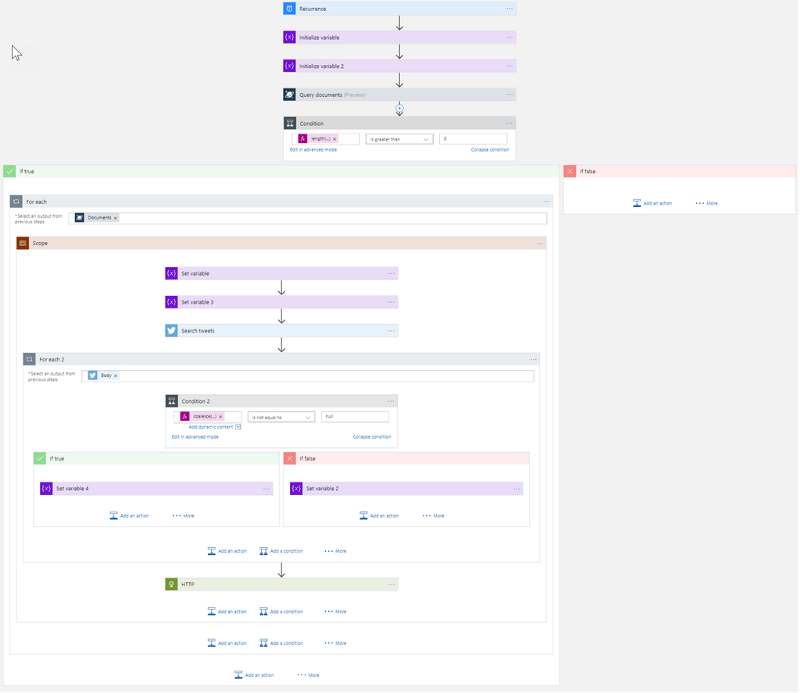 Recurrence
Initialize variable
Initialize variable 2
Query documents (Preview)
Condition
length(...) x
is greater than
0
Edit in advanced mode
Collapse condition
If true
If false
Add an action
More
For each
*Select an output from
previous steps
Documents x
Scope
Set variable
Set variable 3
Search tweets
For each 2
*Select an output from
previous steps
Body x
Condition 2
coalesce(...) x
is not equal to
null
Add dynamic content
Edit in advanced mode
Collapse condition
If true
If false
Set variable 4
Set variable 2
Add an action
More
Add an action
More
Add an action
Add a condition
More
HTTP
Add an action
Add a condition
More
Add an action
Add a condition
More
Add an action
More